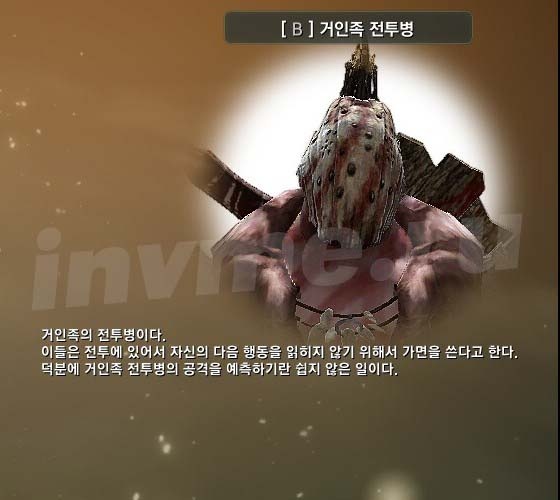 [ B ] 거인족 전투병
invme.ru
거인족의 전투병이다.
이들은 전투에 있어서 자신의 다음 행동을 읽히지 않기 위해서 가면을 쓴다고 한다.
덕분에 거인족 전투병의 공격을 예측하기란 쉽지 않은 일이다.